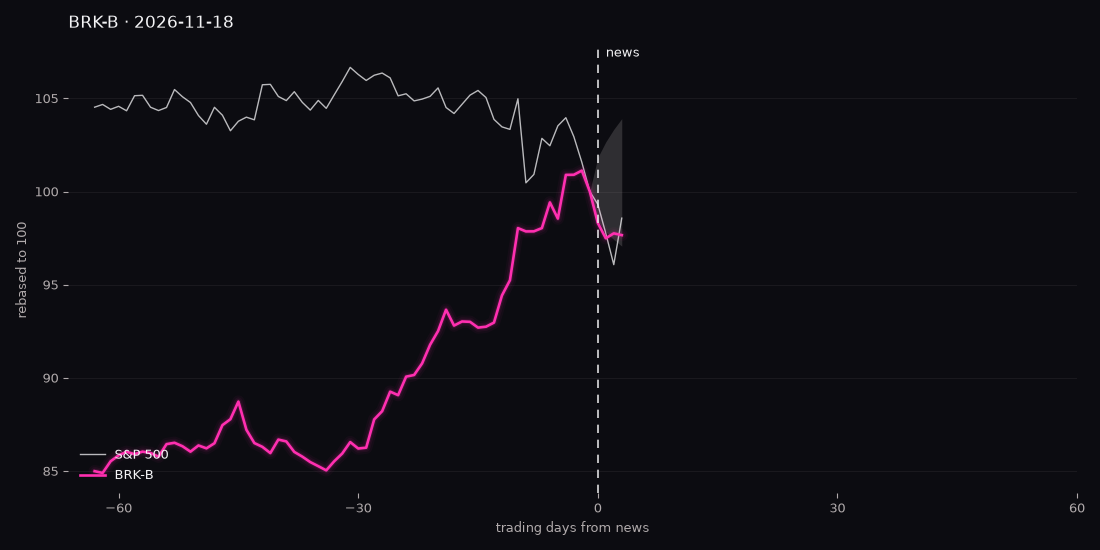 BRK-B · 2026-11-18
news
105
100
95
90
85
rebased to 100
S&P 500
BRK-B
−60
−30
0
30
60
trading days from news